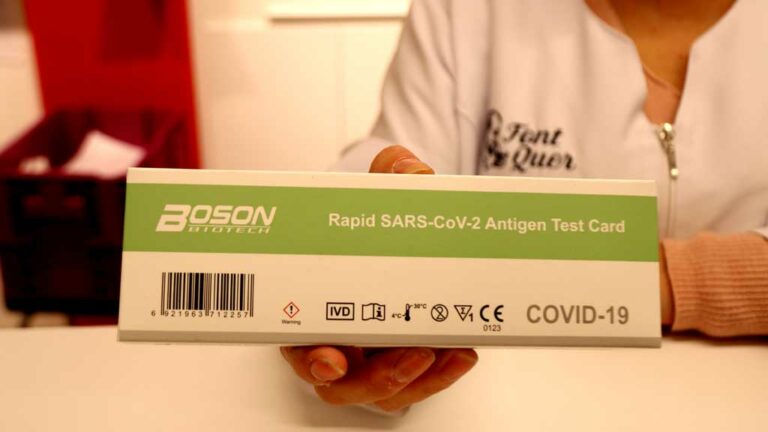 Font
Quer
BOSON
BIOTECH
Rapid SARS-CoV-2 Antigen Test Card
6 921963 712257
Warning
IVD
4°C
30°C
1
CE
0123
COVID-19